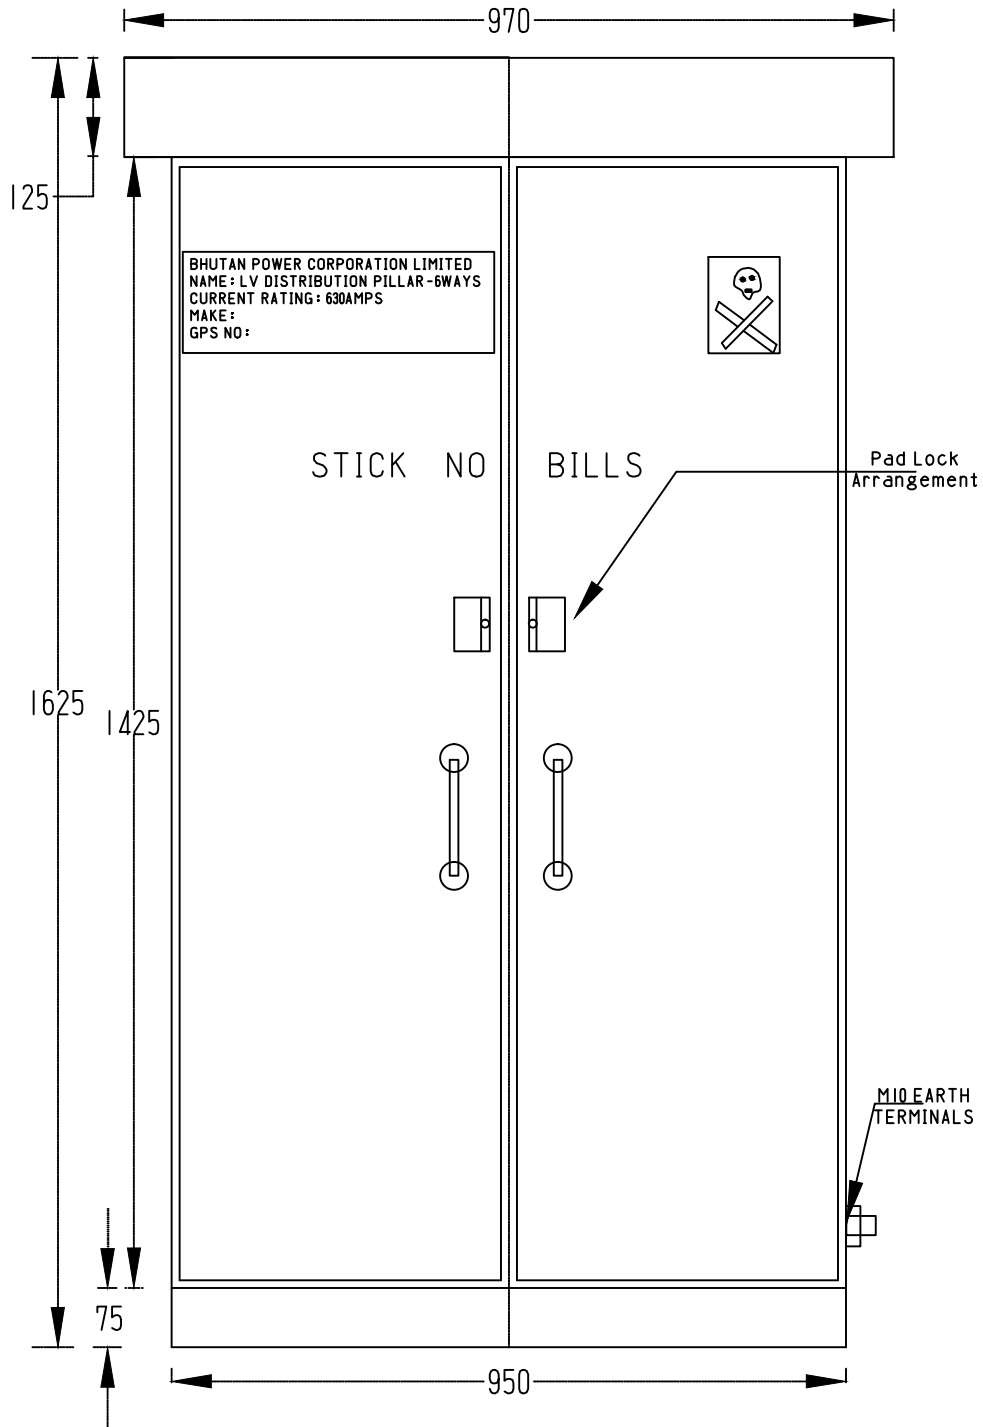 970
125
BHUTAN POWER CORPORATION LIMITED
NAME: LV DISTRIBUTION PILLAR-6WAYS
CURRENT RATING: 630AMPS
MAKE:
GPS NO:
STICK NO BILLS
Pad Lock
Arrangement
1625
1425
M10 EARTH
TERMINALS
75
950